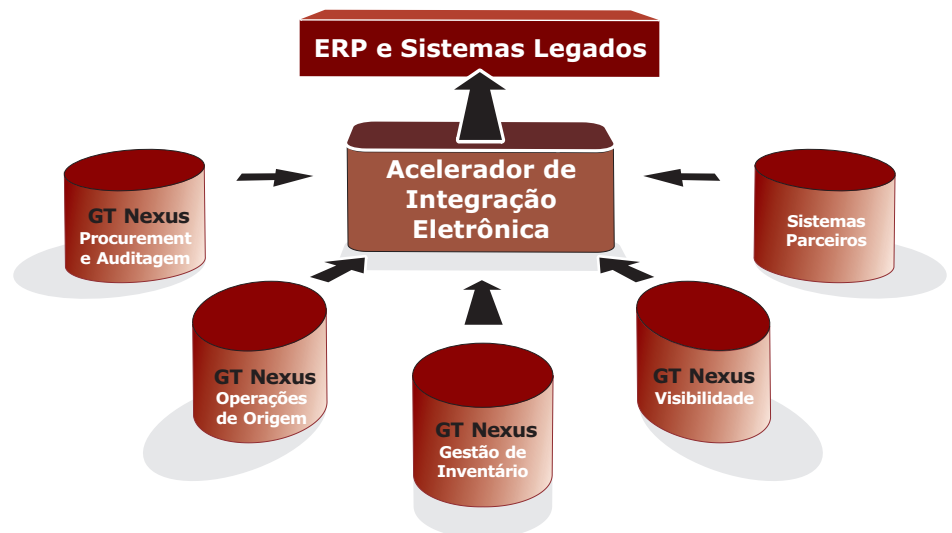 ERP e Sistemas Legados
Acelerador de
Integração
Eletrônica
GT Nexus
Procurement
e Auditagem
Sistemas
Parceiros
GT Nexus
Operações
de Origem
GT Nexus
Visibilidade
GT Nexus
Gestão de
Inventário